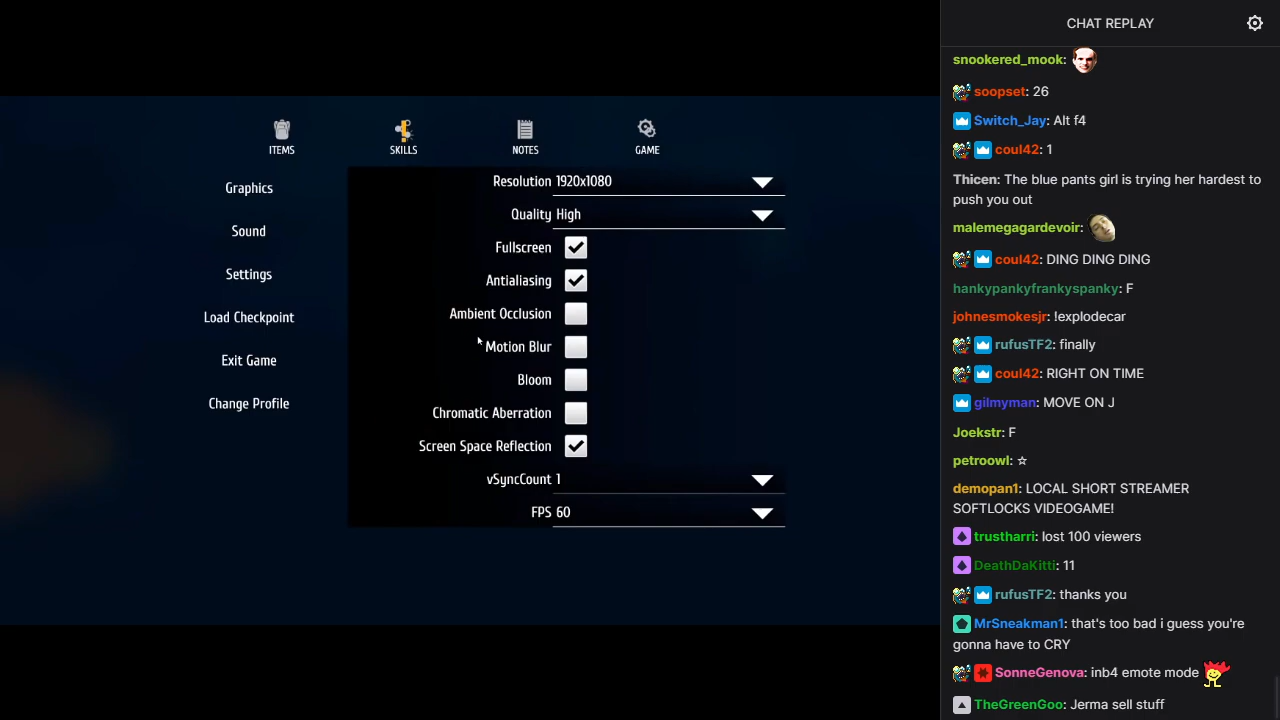 ITEMS
SKILLS
NOTES
GAME
Graphics
Sound
Settings
Load Checkpoint
Exit Game
Change Profile
Resolution 1920x1080
Quality High
Fullscreen
Antialiasing
Ambient Occlusion
Motion Blur
Bloom
Chromatic Aberration
Screen Space Reflection
vSyncCount 1
FPS 60
CHAT REPLAY
snookered_mook:
soopset: 26
Switch_Jay: Alt f4
coul42: 1
Thicen: The blue pants girl is trying her hardest to
push you out
malemegagardevoir:
coul42: DING DING DING
hankypankyfrankyspanky: F
johnesmokesjr: !explodecar
rufusTF2: finally
coul42: RIGHT ON TIME
gilmyman: MOVE ON J
Joekstr: F
petroowl: ☆
demopan1: LOCAL SHORT STREAMER
SOFTLOCKS VIDEOGAME!
trustharri: lost 100 viewers
DeathDaKitti: 11
rufusTF2: thanks you
MrSneakman1: that's too bad i guess you're
gonna have to CRY
SonneGenova: inb4 emote mode
TheGreenGoo: Jerma sell stuff